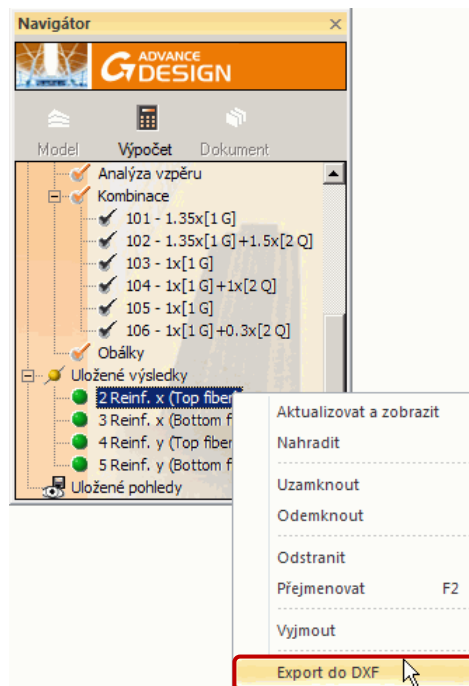 Navigátor
ADVANCE
DESIGN
Model Výpočet Dokument
Analýza vzpěru
Kombinace
101 - 1.35x[1 G]
102 - 1.35x[1 G]+1.5x[2 Q]
103 - 1x[1 G]
104 - 1x[1 G]+1x[2 Q]
105 - 1x[1 G]
106 - 1x[1 G]+0.3x[2 Q]
Obálky
Uložené výsledky
2 Reinf. x (Top fiber
3 Reinf. x (Bottom f
4 Reinf. y (Top fiber
5 Reinf. y (Bottom f
Uložené pohledy
Aktualizovat a zobrazit
Nahradit
Uzamknout
Odemknout
Odstranit
Přejmenovat F2
Vyjmout
Export do DXF